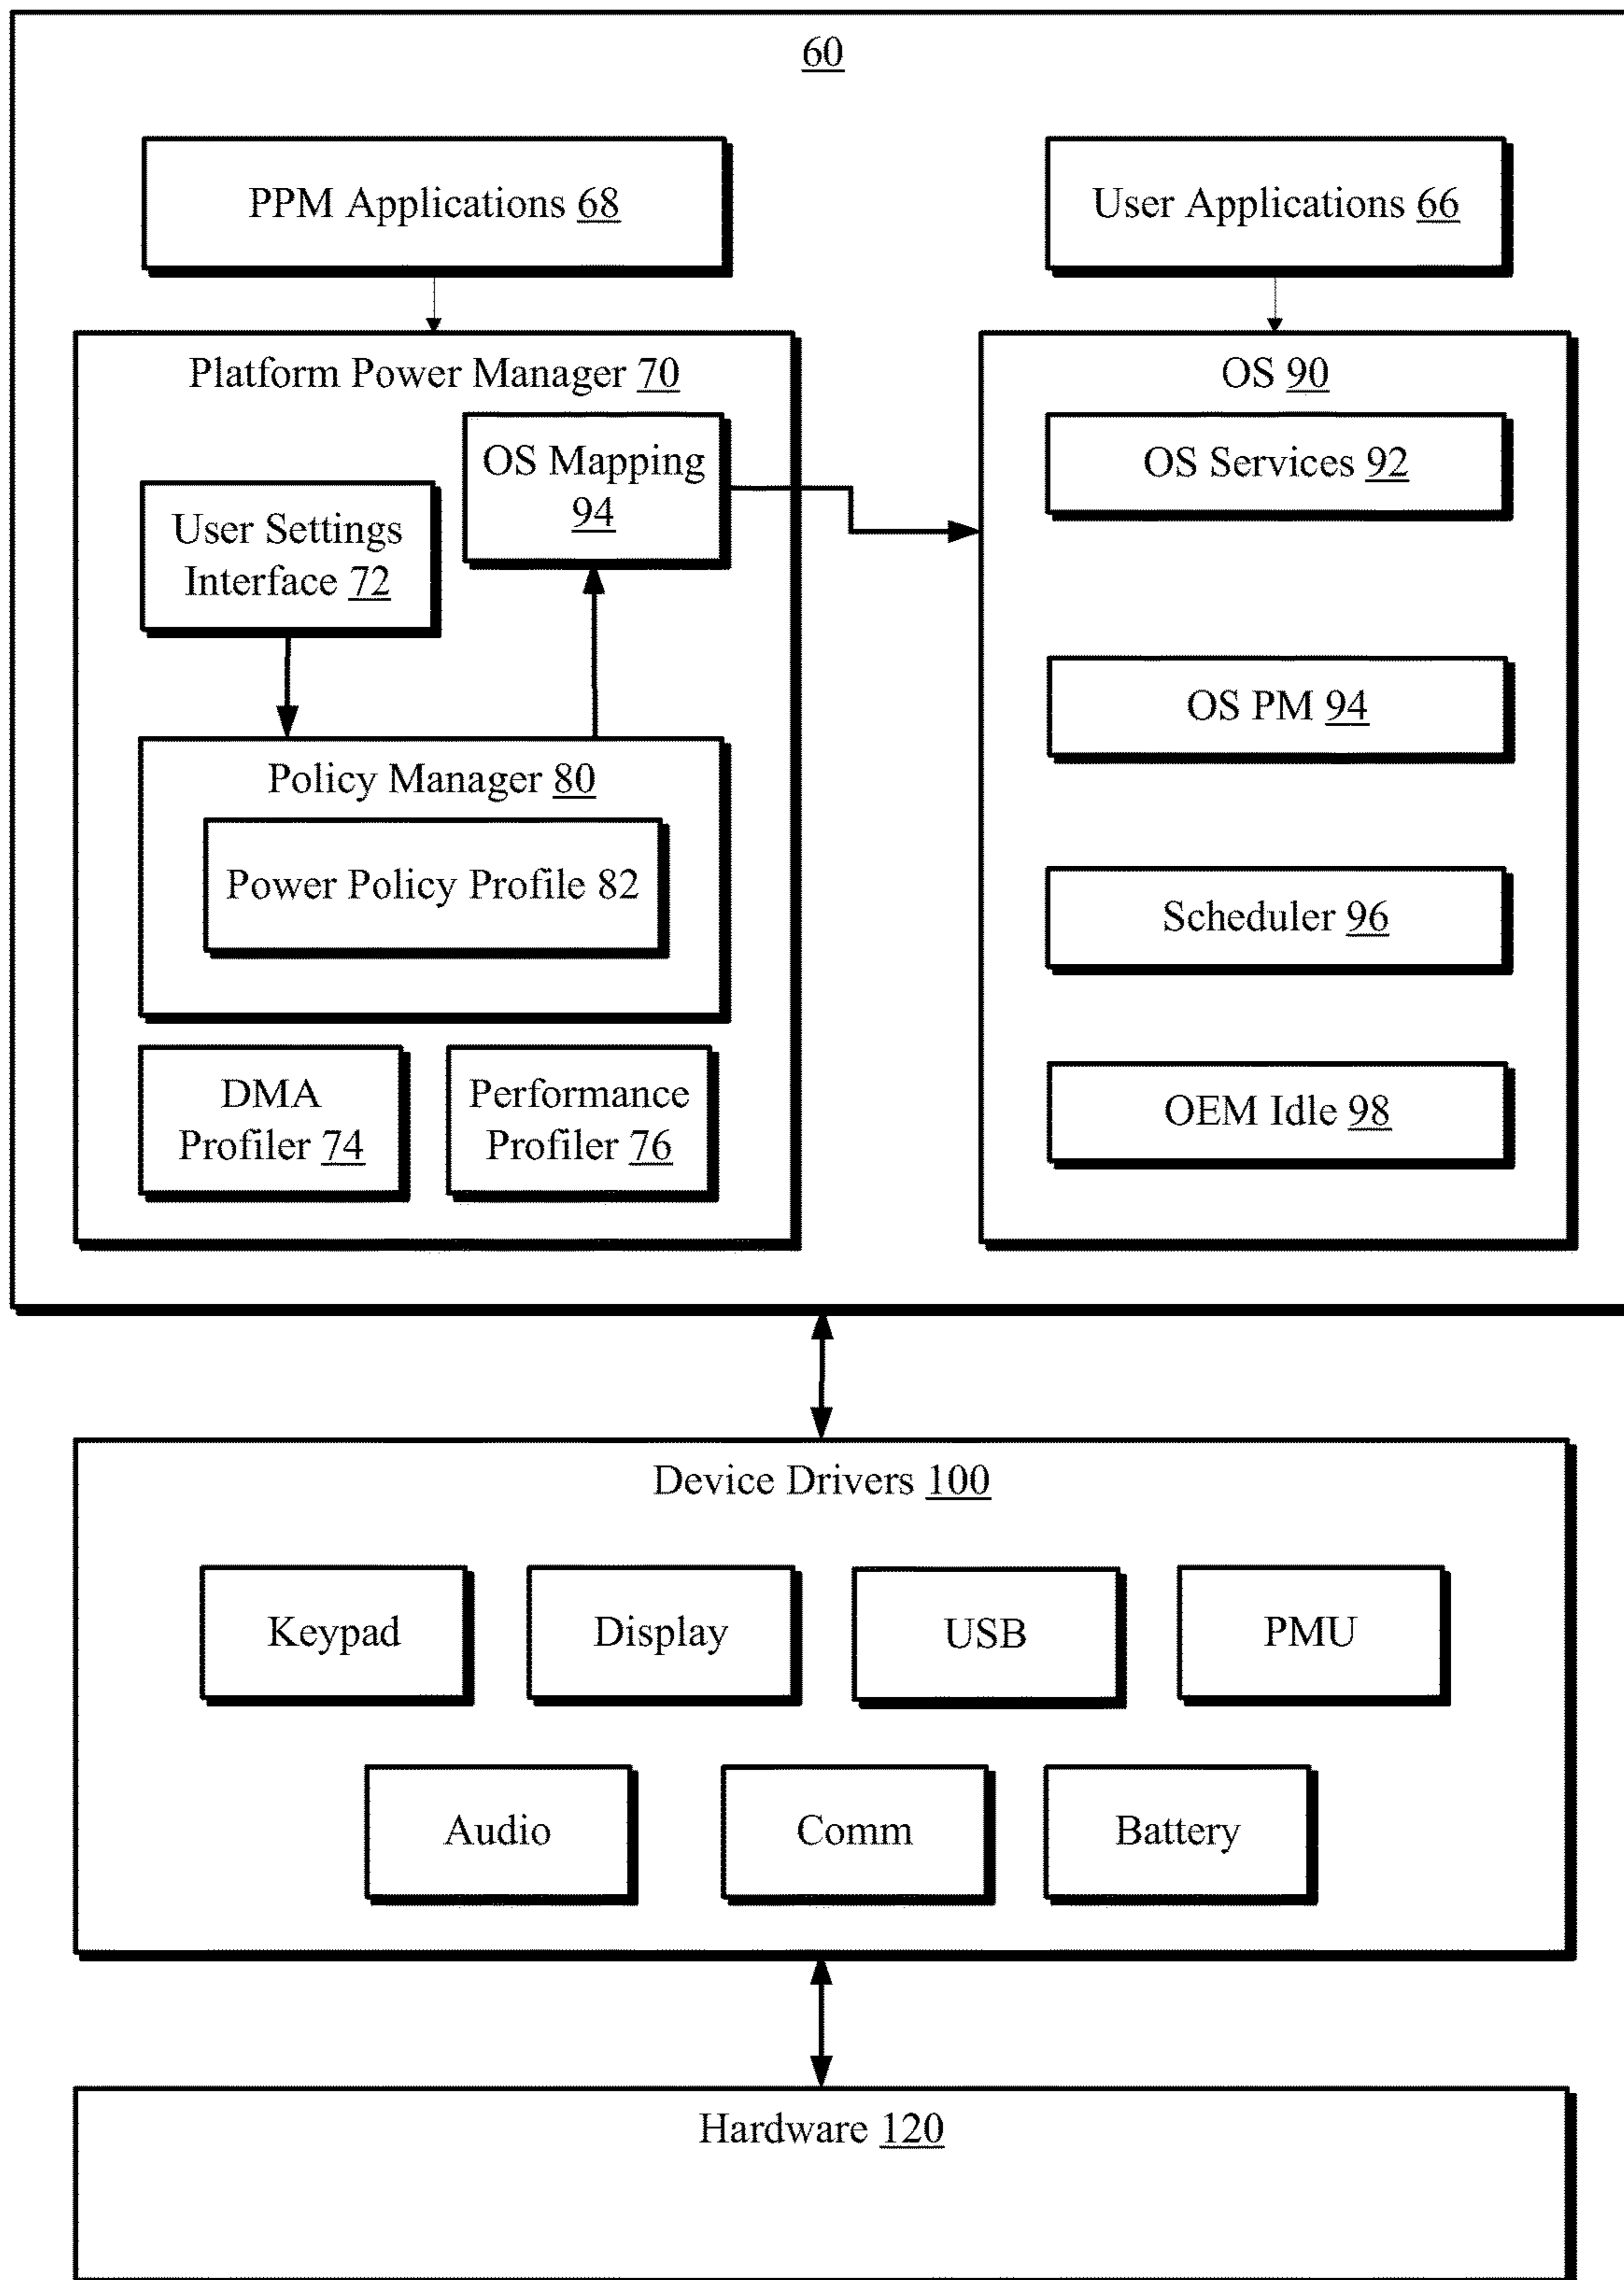 60
PPM Applications 68
User Applications 66
Platform Power Manager 70
OS Mapping
94
User Settings
Interface 72
Policy Manager 80
Power Policy Profile 82
DMA
Profiler 74
Performance
Profiler 76
OS 90
OS Services 92
OS PM 94
Scheduler 96
OEM Idle 98
Device Drivers 100
Keypad
Display
USB
PMU
Audio
Comm
Battery
Hardware 120